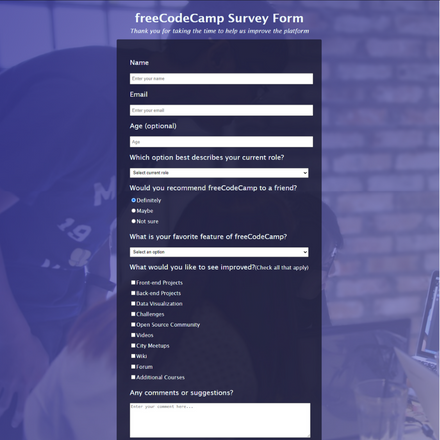 freeCodeCamp Survey Form
Thank you for taking the time to help us improve the platform
Name
Enter your name
Email
Enter your email
Age (optional)
Age
Which option best describes your current role?
Select current role
Would you recommend freeCodeCamp to a friend?
Definitely
Maybe
Not sure
What is your favorite feature of freeCodeCamp?
Select an option
What would you like to see improved?(Check all that apply)
Front-end Projects
Back-end Projects
Data Visualization
Challenges
Open Source Community
Videos
City Meetups
Wiki
Forum
Additional Courses
Any comments or suggestions?
Enter your comment here...